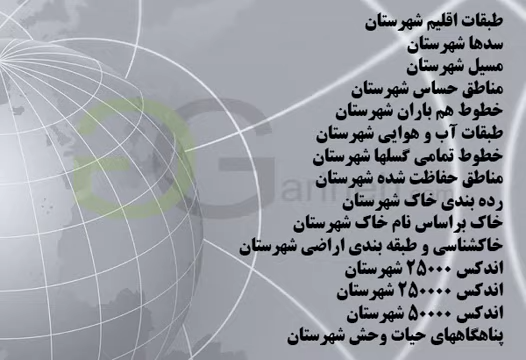 طبقات اقلیم شهرستان
سدها شهرستان
مسیل شهرستان
مناطق حساس شهرستان
خطوط هم باران شهرستان
طبقات آب و هوایی شهرستان
خطوط تمامی گسلها شهرستان
مناطق حفاظت شده شهرستان
رده بندی خاک شهرستان
خاک براساس نام خاک شهرستان
خاکشناسی و طبقه بندی اراضی شهرستان
اندکس ۲۵۰۰۰ شهرستان
اندکس ۲۵۰۰۰۰ شهرستان
اندکس ۵۰۰۰۰ شهرستان
پناهگاههای حیات وحش شهرستان